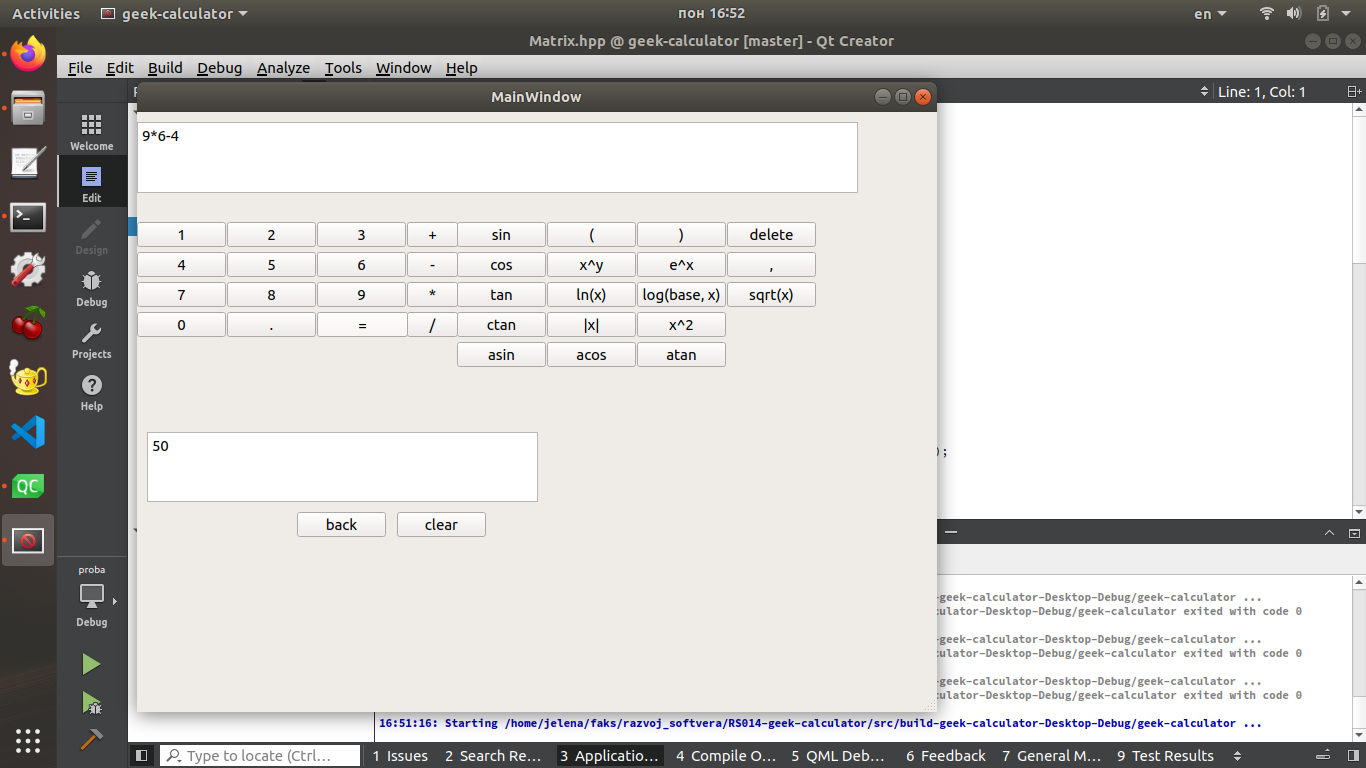 Activities geek-calculator пон 16:52 en
Matrix.hpp @ geek-calculator [master] - Qt Creator
File Edit Build Debug Analyze Tools Window Help
MainWindow
Line: 1, Col: 1
Welcome
Edit
Design
Debug
Projects
Help
9*6-4
1 2 3 + sin ( ) delete
4 5 6 - cos x^y e^x ,
7 8 9 * tan ln(x) log(base, x) sqrt(x)
0 . = / ctan |x| x^2
asin acos atan
50
back clear
);
QC
proba
Debug
-geek-calculator-Desktop-Debug/geek-calculator ...
culator-Desktop-Debug/geek-calculator exited with code 0
-geek-calculator-Desktop-Debug/geek-calculator ...
culator-Desktop-Debug/geek-calculator exited with code 0
-geek-calculator-Desktop-Debug/geek-calculator ...
culator-Desktop-Debug/geek-calculator exited with code 0
16:51:16: Starting /home/jelena/faks/razvoj_softvera/RS014-geek-calculator/src/build-geek-calculator-Desktop-Debug/geek-calculator ...
Type to locate (Ctrl... 1 Issues 2 Search Re... 3 Applicatio... 4 Compile O... 5 QML Deb... 6 Feedback 7 General M... 9 Test Results